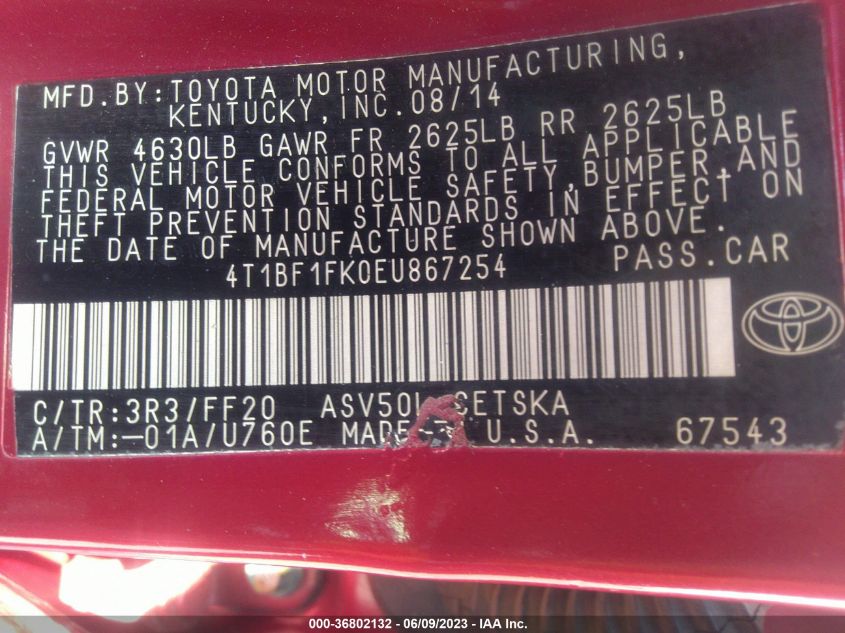 MFD.BY:TOYOTA MOTOR MANUFACTURING,
KENTUCKY,INC.08/14
GVWR 4630LB GAWR FR 2625LB RR 2625LB
THIS VEHICLE CONFORMS TO ALL APPLICABLE
FEDERAL MOTOR VEHICLE SAFETY,BUMPER,AND
THEFT PREVENTION STANDARDS IN EFFECT ON
THE DATE OF MANUFACTURE SHOWN ABOVE.
4T1BF1FK0EU867254 PASS.CAR
C/TR:3R3/FF20 ASV50L CETSKA
A/TM:-01A/U760E MADE U.S.A. 67543
000-36802132 - 06/09/2023 - IAA Inc.